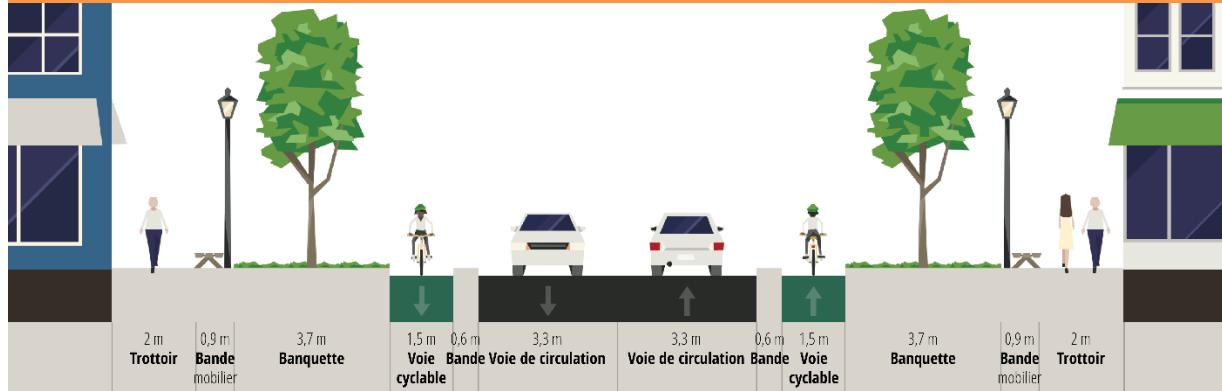 2 m
Trottoir
0,9 m
Bande
mobilier
3,7 m
Banquette
1,5 m
Voie
cyclable
0,6 m
Bande
3,3 m
Voie de circulation
3,3 m
Voie de circulation
0,6 m
Bande
1,5 m
Voie
cyclable
3,7 m
Banquette
0,9 m
Bande
mobilier
2 m
Trottoir